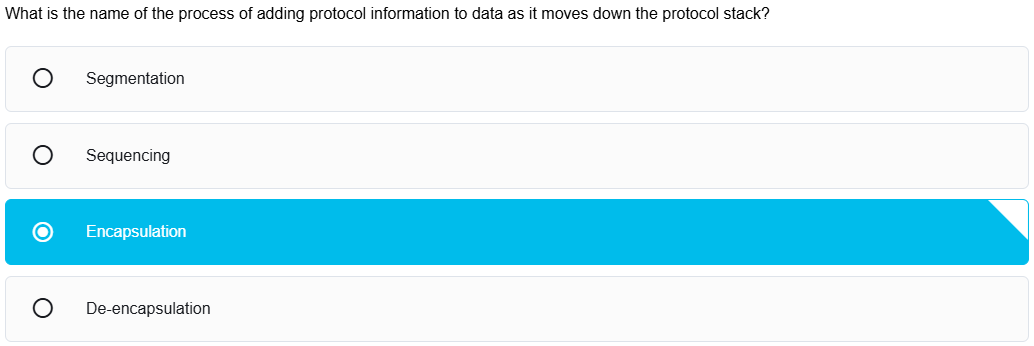 What is the name of the process of adding protocol information to data as it moves down the protocol stack?
Segmentation
Sequencing
Encapsulation
De-encapsulation